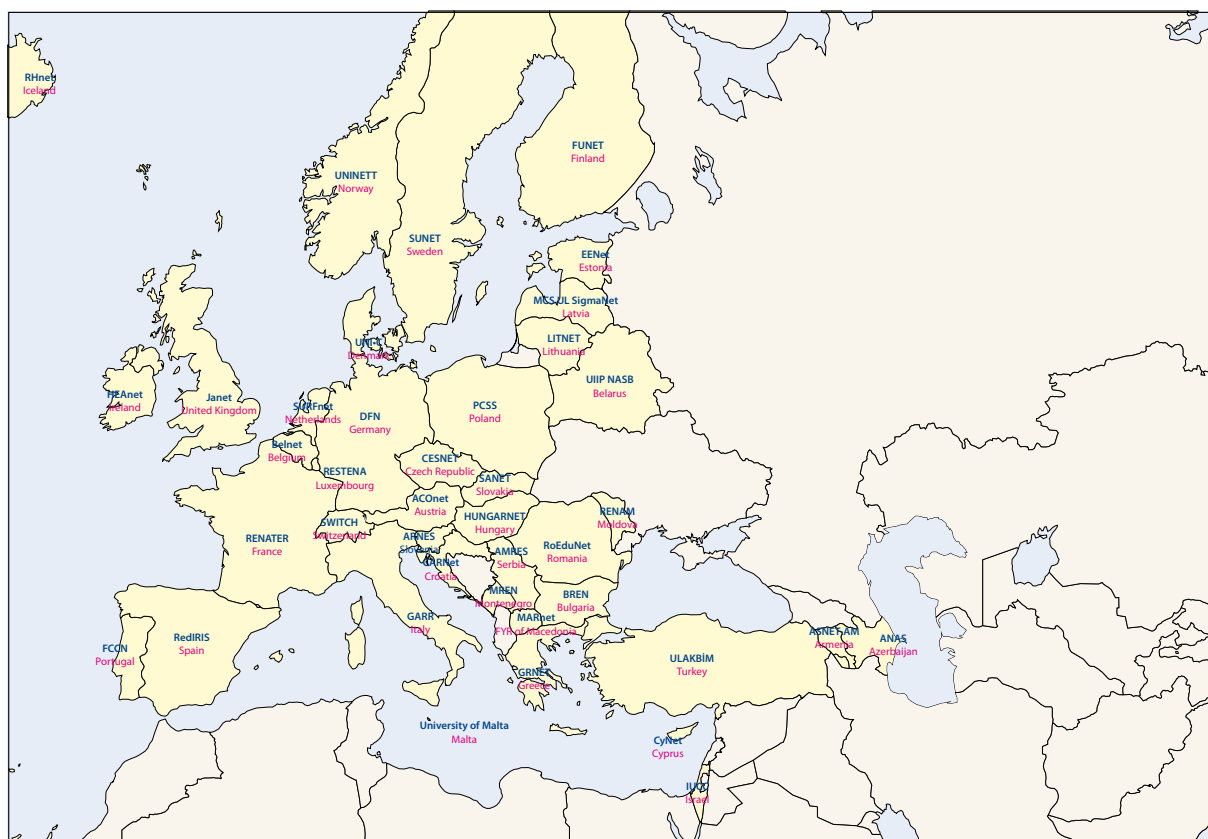 RHnet
Iceland
FUNET
Finland
UNINETT
Norway
SUNET
Sweden
EENet
Estonia
MCS.UL SigmaNet
Latvia
LITNET
Lithuania
UNI-C
Denmark
UIIP NASB
Belarus
HEAnet
Ireland
Janet
United Kingdom
SURFnet
Netherlands
DFN
Germany
PCSS
Poland
Belnet
Belgium
CESNET
Czech Republic
RESTENA
Luxembourg
SANET
Slovakia
ACOnet
Austria
HUNGARNET
Hungary
RENAM
Moldova
SWITCH
Switzerland
RENATER
France
ARNES
Slovenia
AMRES
Serbia
RoEduNet
Romania
CARNet
Croatia
MREN
Montenegro
BREN
Bulgaria
GARR
Italy
MARnet
FYR of Macedonia
RedIRIS
Spain
FCCN
Portugal
ASNET-AM
Armenia
ANAS
Azerbaijan
ULAKBİM
Turkey
GRNET
Greece
University of Malta
Malta
CyNet
Cyprus
IUCC
Israel